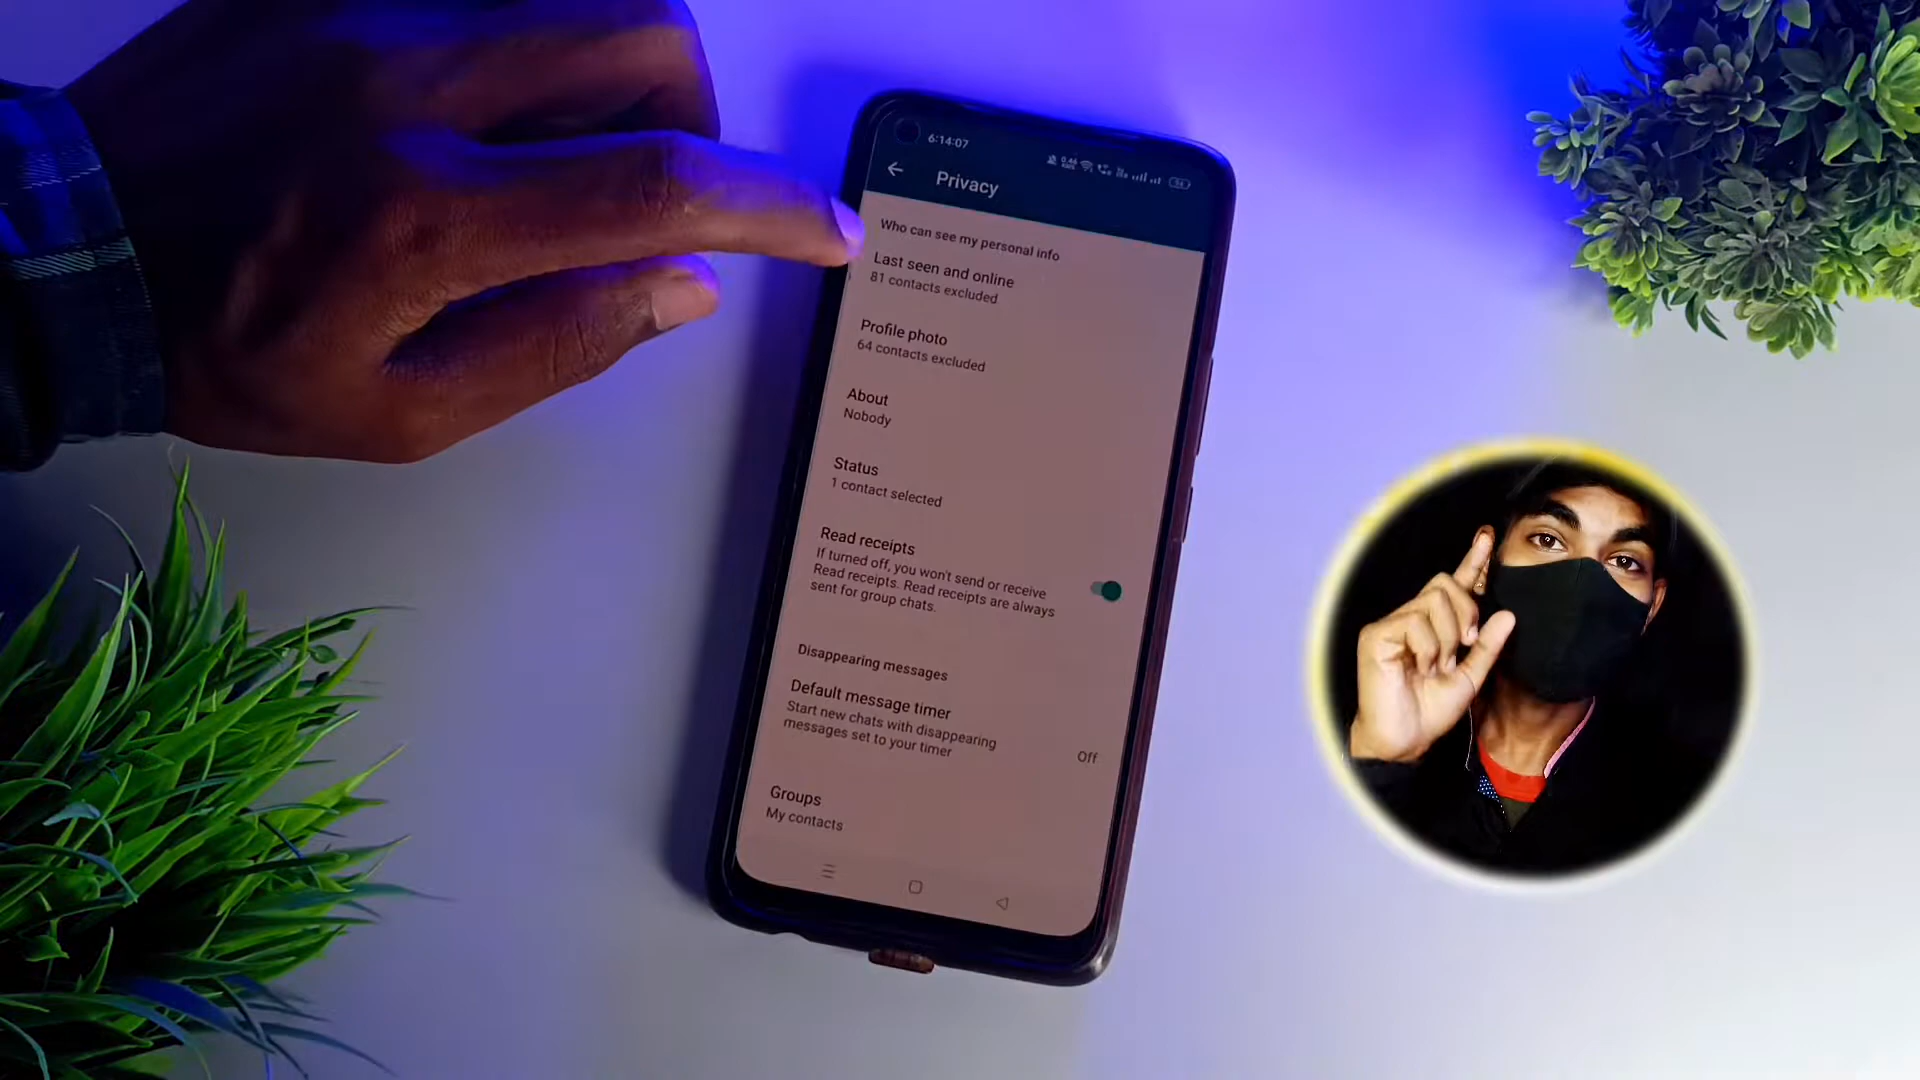 6:14:07
Privacy
Who can see my personal info
Last seen and online
81 contacts excluded
Profile photo
64 contacts excluded
About
Nobody
Status
1 contact selected
Read receipts
If turned off, you won't send or receive
Read receipts. Read receipts are always
sent for group chats.
Disappearing messages
Default message timer
Start new chats with disappearing
messages set to your timer
Off
Groups
My contacts